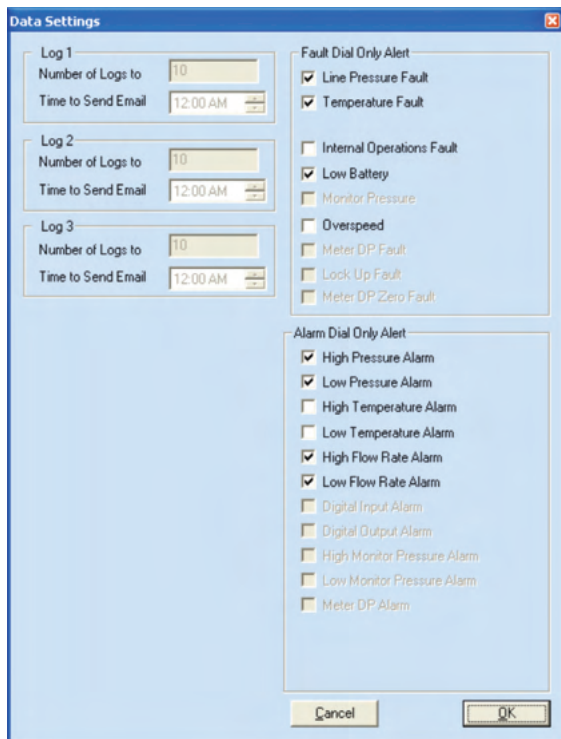 Data Settings
Log 1
Number of Logs to 10
Time to Send Email 12:00 AM
Log 2
Number of Logs to 10
Time to Send Email 12:00 AM
Log 3
Number of Logs to 10
Time to Send Email 12:00 AM
Fault Dial Only Alert
Line Pressure Fault
Temperature Fault
Internal Operations Fault
Low Battery
Monitor Pressure
Overspeed
Meter DP Fault
Lock Up Fault
Meter DP Zero Fault
Alarm Dial Only Alert
High Pressure Alarm
Low Pressure Alarm
High Temperature Alarm
Low Temperature Alarm
High Flow Rate Alarm
Low Flow Rate Alarm
Digital Input Alarm
Digital Output Alarm
High Monitor Pressure Alarm
Low Monitor Pressure Alarm
Meter DP Alarm
Cancel
OK